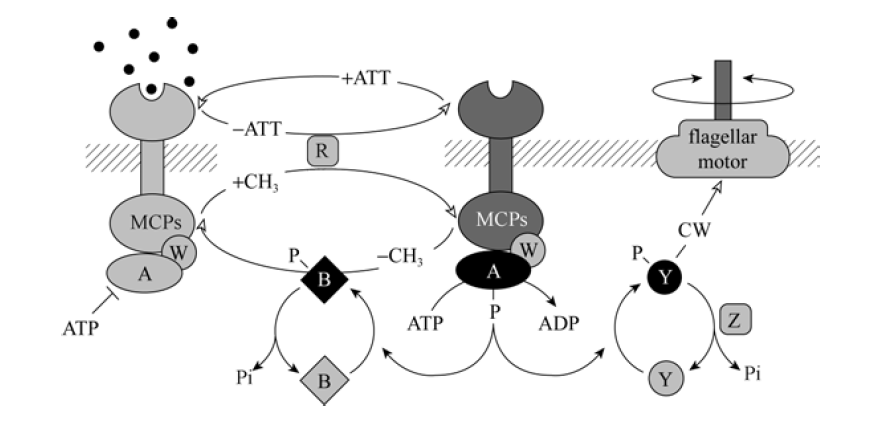 +ATT
−ATT
R
+CH₃
MCPs
W
A
ATP
P
B
−CH₃
Pi
B
MCPs
W
A
P
ATP
ADP
flagellar
motor
CW
P
Y
Z
Y
Pi